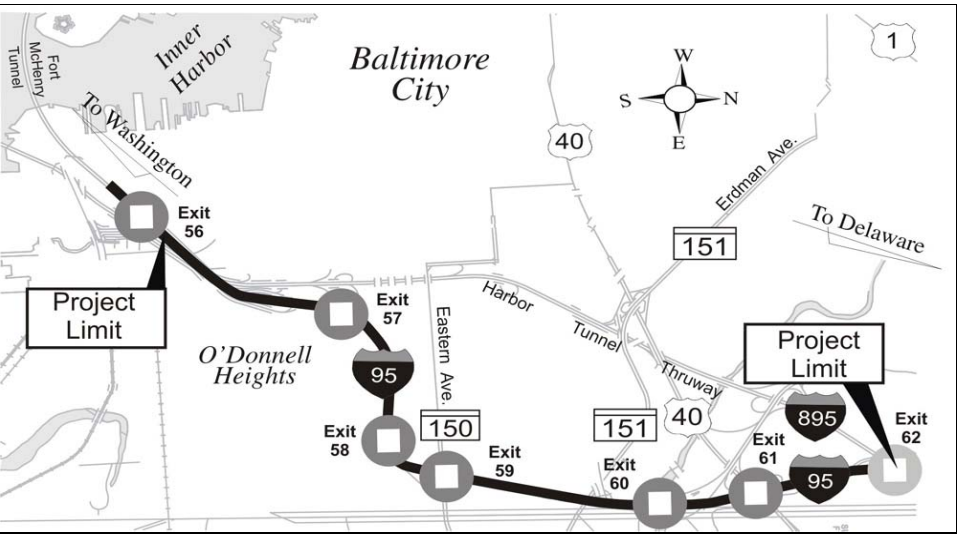 Inner
Harbor
Fort
McHenry
Tunnel
To Washington
Baltimore
City
W
S
N
E
1
40
Erdman Ave.
151
To Delaware
Exit
56
Project
Limit
Exit
57
Harbor
Tunnel
Thruway
O'Donnell
Heights
95
Eastern Ave.
Exit
58
150
Exit
59
151
40
Exit
60
Exit
61
Project
Limit
895
95
Exit
62